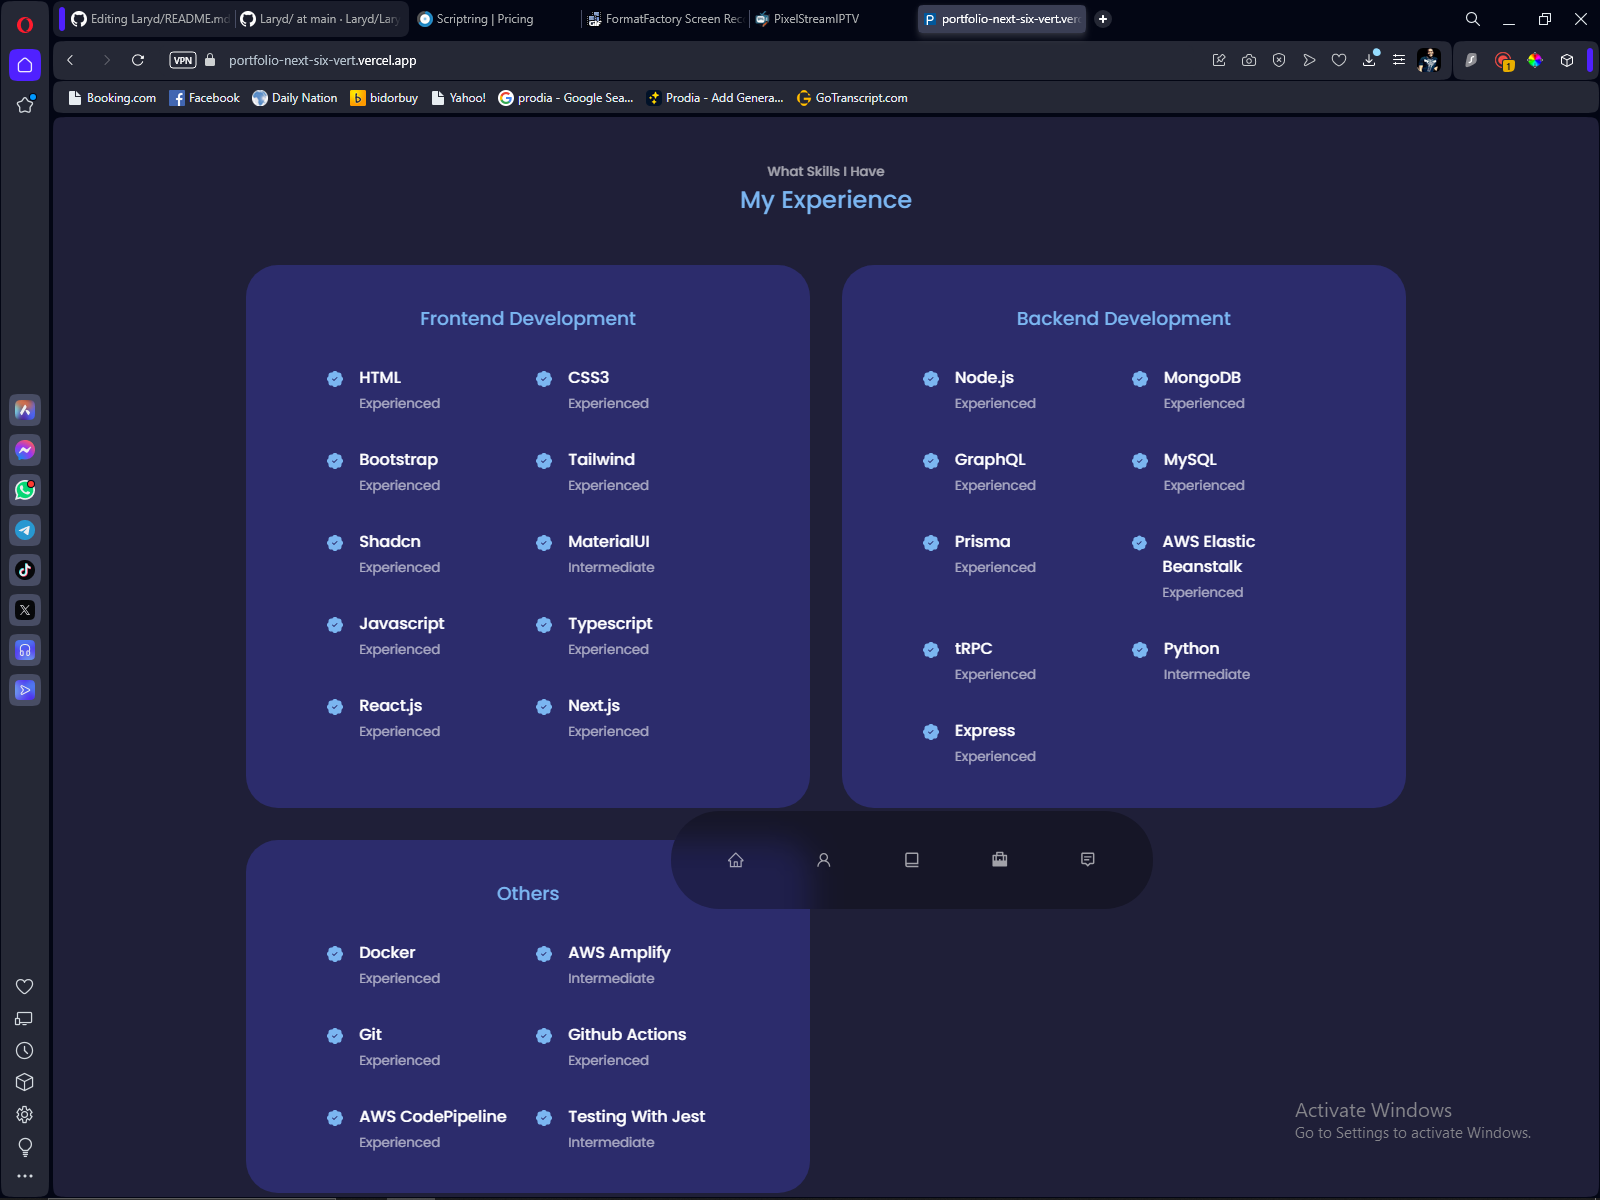 Editing Laryd/README.md
Laryd/ at main · Laryd/Lary
Scriptring | Pricing
FormatFactory Screen Rec
PixelStreamIPTV
portfolio-next-six-vert.ver
VPN
portfolio-next-six-vert.vercel.app
1
Booking.com
Facebook
Daily Nation
bidorbuy
Yahoo!
prodia - Google Sea...
Prodia - Add Genera...
GoTranscript.com
What Skills I Have
My Experience
Frontend Development
HTML
Experienced
CSS3
Experienced
Bootstrap
Experienced
Tailwind
Experienced
Shadcn
Experienced
MaterialUI
Intermediate
Javascript
Experienced
Typescript
Experienced
React.js
Experienced
Next.js
Experienced
Backend Development
Node.js
Experienced
MongoDB
Experienced
GraphQL
Experienced
MySQL
Experienced
Prisma
Experienced
AWS Elastic
Beanstalk
Experienced
tRPC
Experienced
Python
Intermediate
Express
Experienced
Others
Docker
Experienced
AWS Amplify
Intermediate
Git
Experienced
Github Actions
Experienced
AWS CodePipeline
Experienced
Testing With Jest
Intermediate
Activate Windows
Go to Settings to activate Windows.